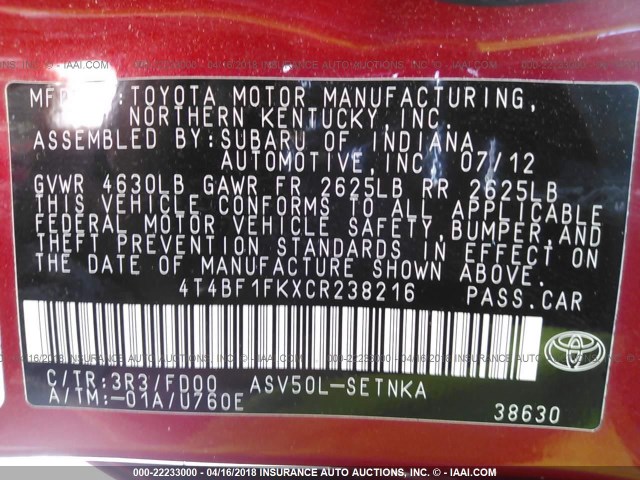 MFD. BY:TOYOTA MOTOR MANUFACTURING,
NORTHERN KENTUCKY, INC.
ASSEMBLED BY:SUBARU OF INDIANA
AUTOMOTIVE, INC. 07/12
GVWR 4630LB GAWR FR 2625LB RR 2625LB
THIS VEHICLE CONFORMS TO ALL APPLICABLE
FEDERAL MOTOR VEHICLE SAFETY, BUMPER, AND
THEFT PREVENTION STANDARDS IN EFFECT ON
THE DATE OF MANUFACTURE SHOWN ABOVE.
4T4BF1FKXCR238216 PASS.CAR
C/TR:3R3/FD00 ASV50L-SETNKA
A/TM:-01A/U760E
38630
TOYOTA
000-22233000 - 04/16/2018 INSURANCE AUTO AUCTIONS - IAAI.COM